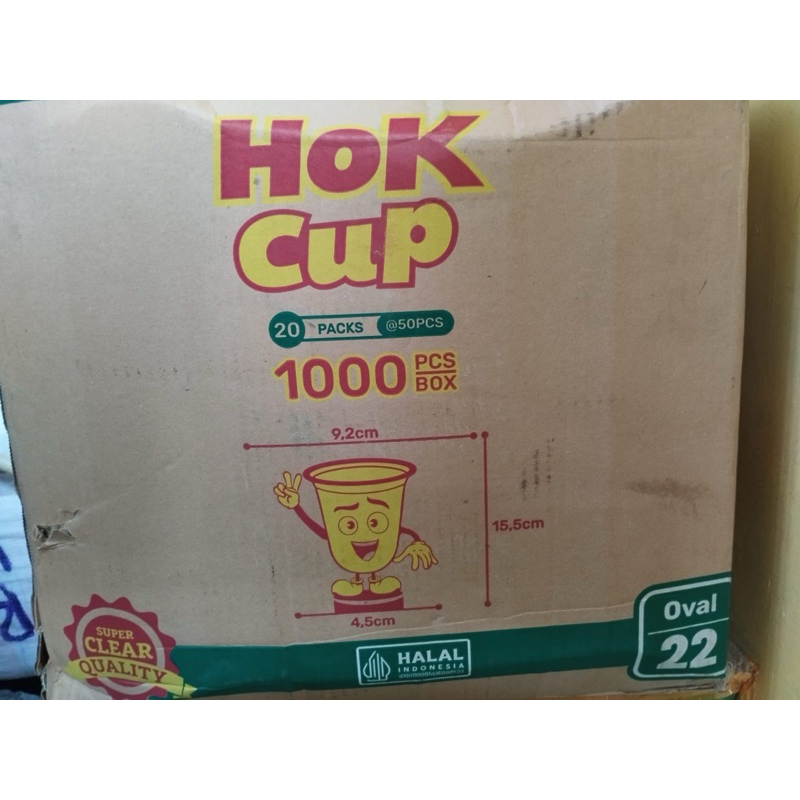 HOK
Cup
20 PACKS @50PCS
1000 PCS
BOX
9,2cm
15,5cm
4,5cm
SUPER
CLEAR
QUALITY
HALAL
INDONESIA
Oval
22